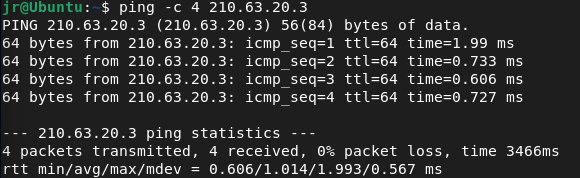 jr@Ubuntu:~$ ping -c 4 210.63.20.3
PING 210.63.20.3 (210.63.20.3) 56(84) bytes of data.
64 bytes from 210.63.20.3: icmp_seq=1 ttl=64 time=1.99 ms
64 bytes from 210.63.20.3: icmp_seq=2 ttl=64 time=0.733 ms
64 bytes from 210.63.20.3: icmp_seq=3 ttl=64 time=0.606 ms
64 bytes from 210.63.20.3: icmp_seq=4 ttl=64 time=0.727 ms

--- 210.63.20.3 ping statistics ---
4 packets transmitted, 4 received, 0% packet loss, time 3466ms
rtt min/avg/max/mdev = 0.606/1.014/1.993/0.567 ms